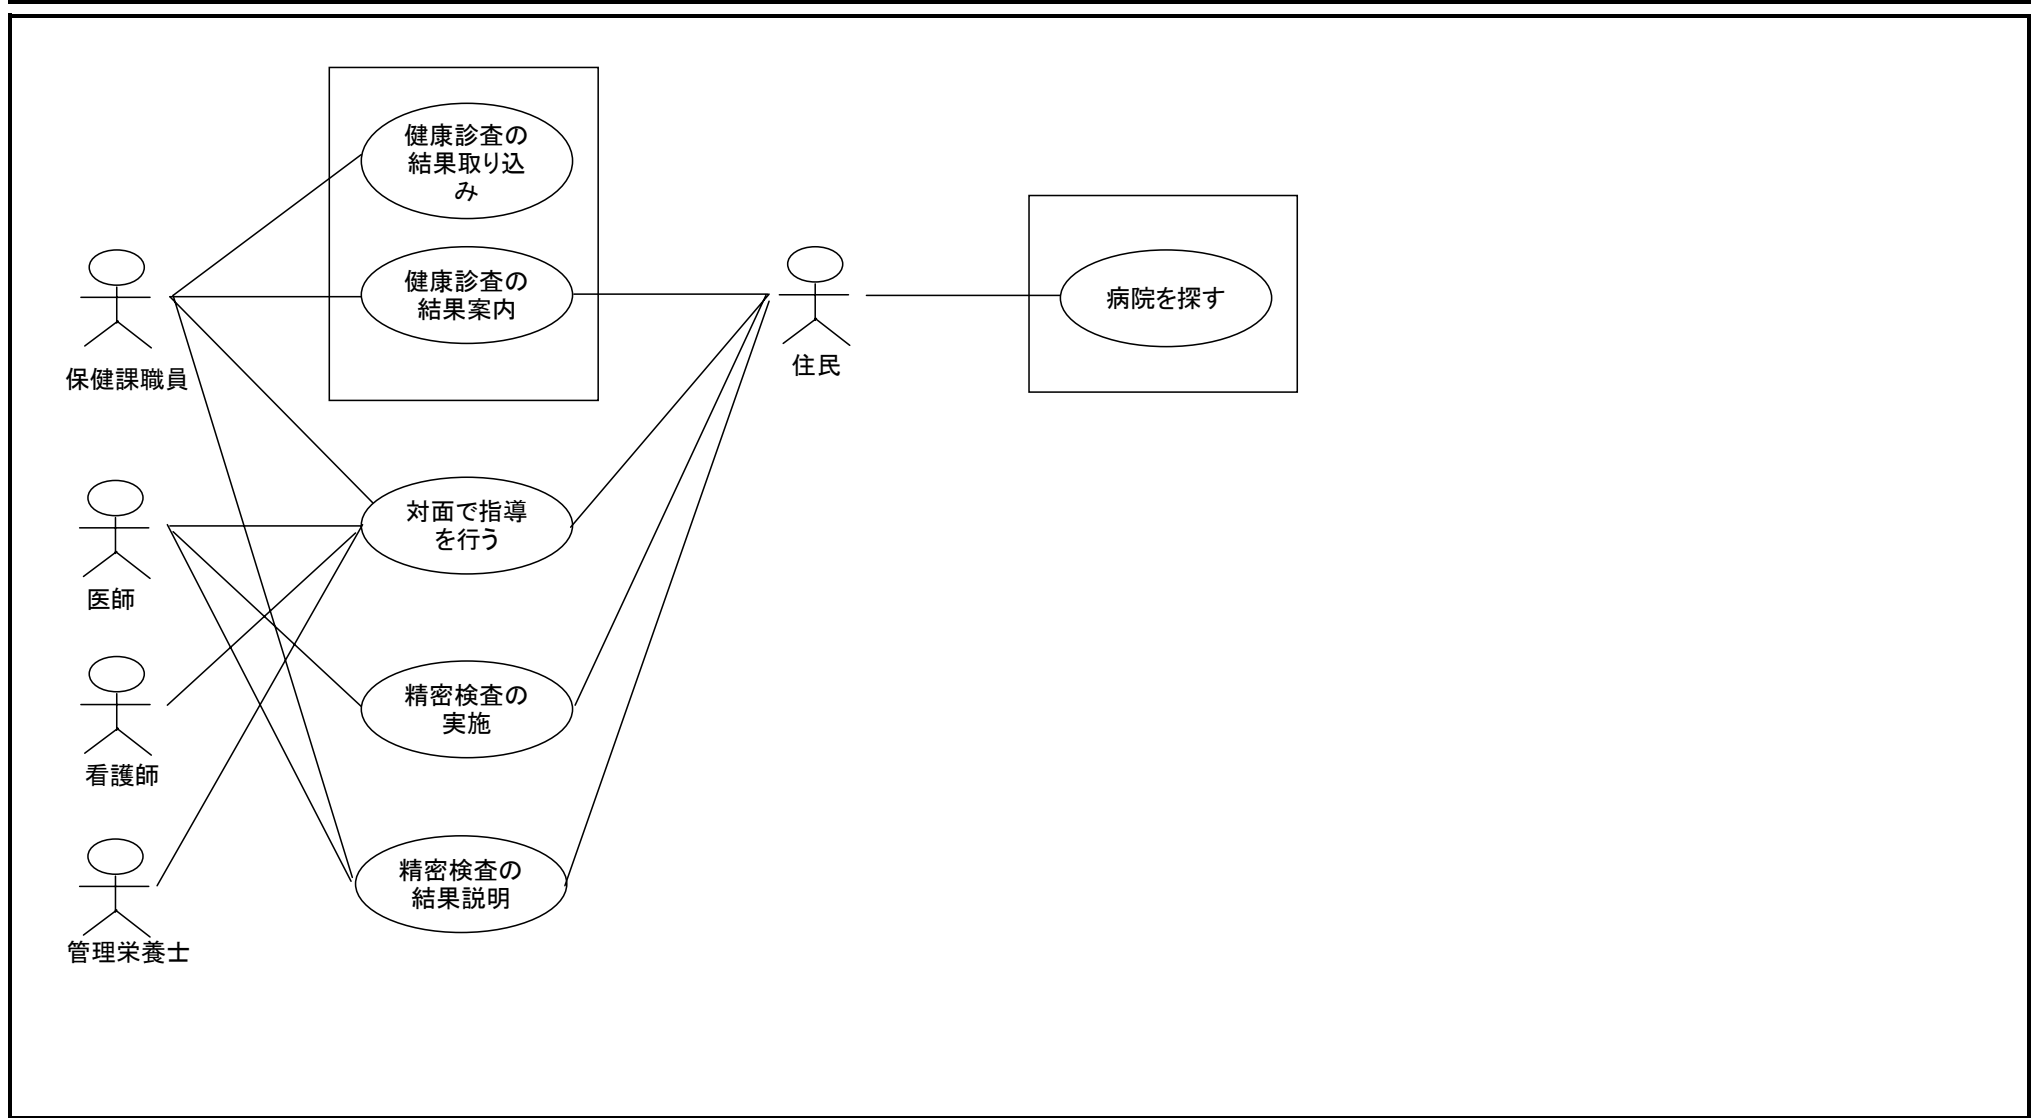 健康診査の
結果取り込
み
健康診査の
結果案内
保健課職員
住民
病院を探す
対面で指導
を行う
医師
精密検査の
実施
看護師
精密検査の
結果説明
管理栄養士